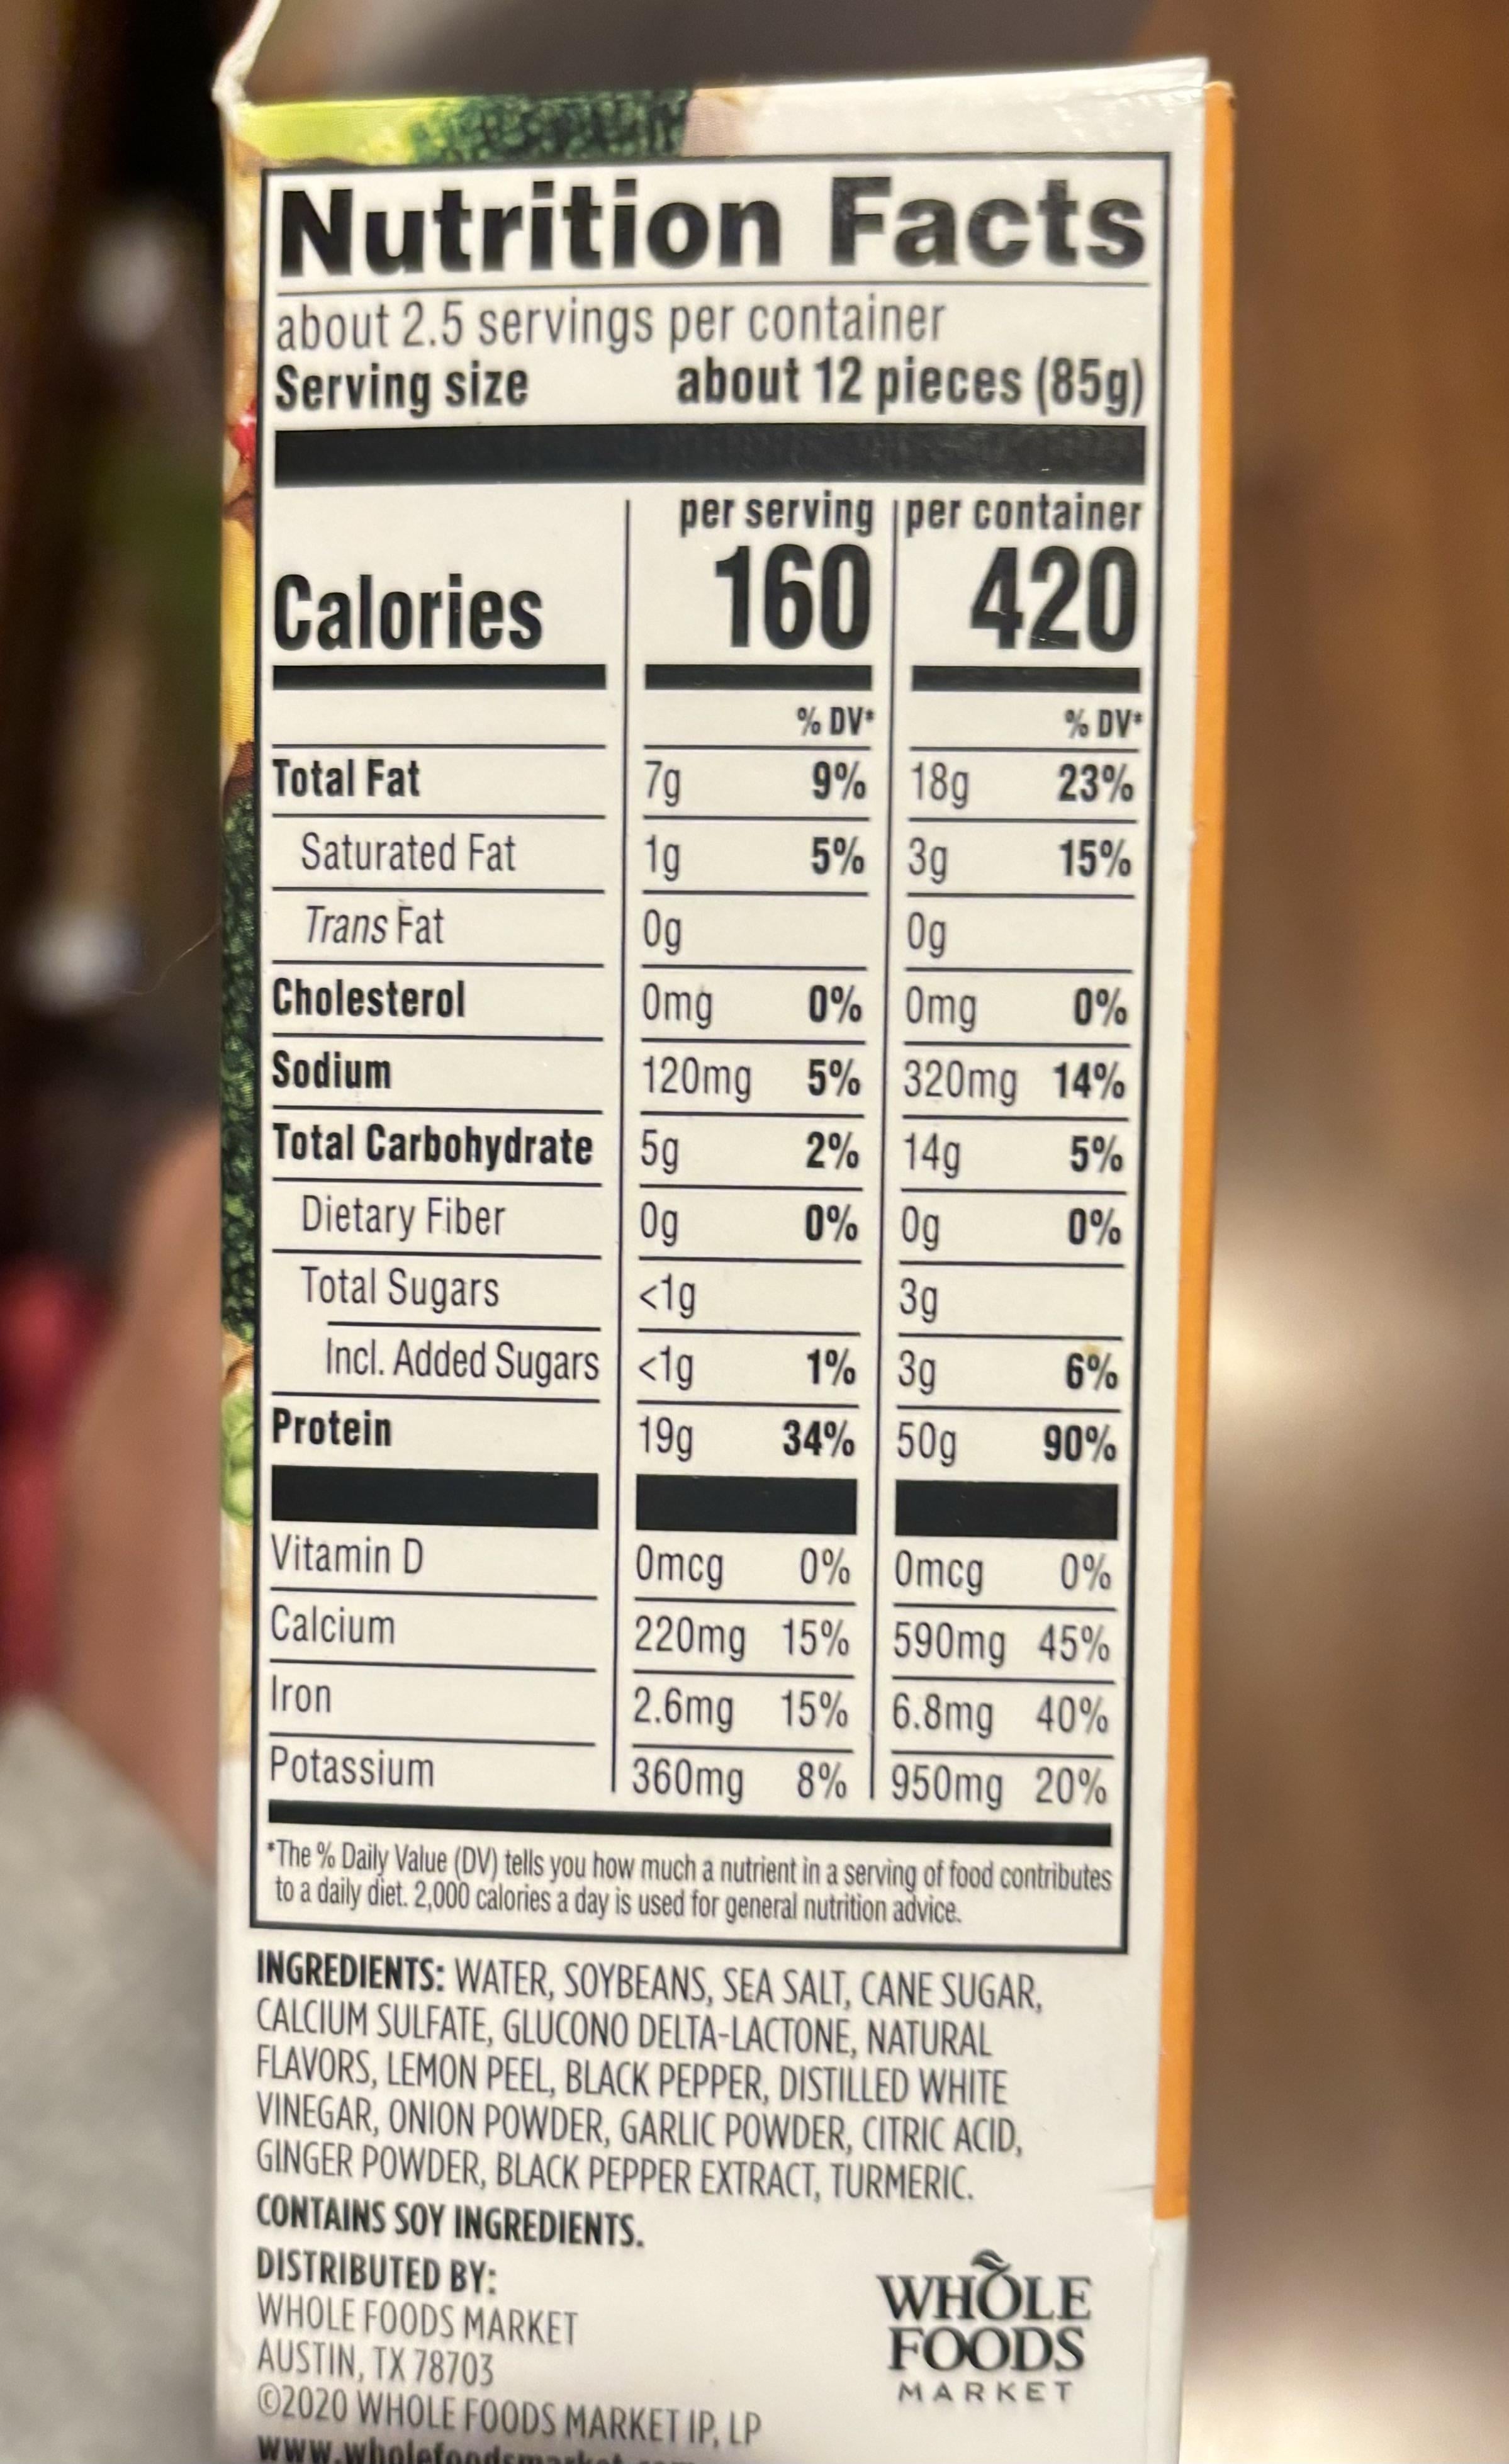 Nutrition Facts
about 2.5 servings per container
Serving size about 12 pieces (85g)
per serving per container
Calories 160 420
% DV* % DV*
Total Fat 7g 9% 18g 23%
Saturated Fat 1g 5% 3g 15%
Trans Fat 0g 0g
Cholesterol 0mg 0% 0mg 0%
Sodium 120mg 5% 320mg 14%
Total Carbohydrate 5g 2% 14g 5%
Dietary Fiber 0g 0% 0g 0%
Total Sugars <1g 3g
Incl. Added Sugars <1g 1% 3g 6%
Protein 19g 34% 50g 90%
Vitamin D 0mcg 0% 0mcg 0%
Calcium 220mg 15% 590mg 45%
Iron 2.6mg 15% 6.8mg 40%
Potassium 360mg 8% 950mg 20%
*The % Daily Value (DV) tells you how much a nutrient in a serving of food contributes
to a daily diet. 2,000 calories a day is used for general nutrition advice.
INGREDIENTS: WATER, SOYBEANS, SEA SALT, CANE SUGAR,
CALCIUM SULFATE, GLUCONO DELTA-LACTONE, NATURAL
FLAVORS, LEMON PEEL, BLACK PEPPER, DISTILLED WHITE
VINEGAR, ONION POWDER, GARLIC POWDER, CITRIC ACID,
GINGER POWDER, BLACK PEPPER EXTRACT, TURMERIC.
CONTAINS SOY INGREDIENTS.
DISTRIBUTED BY:
WHOLE FOODS MARKET
AUSTIN, TX 78703
©2020 WHOLE FOODS MARKET IP, LP
WHOLE
FOODS
MARKET